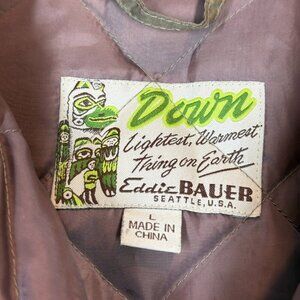 Down
Lightest, Warmest
Thing on Earth
Eddie BAUER
SEATTLE, U.S.A.
L
MADE IN
CHINA